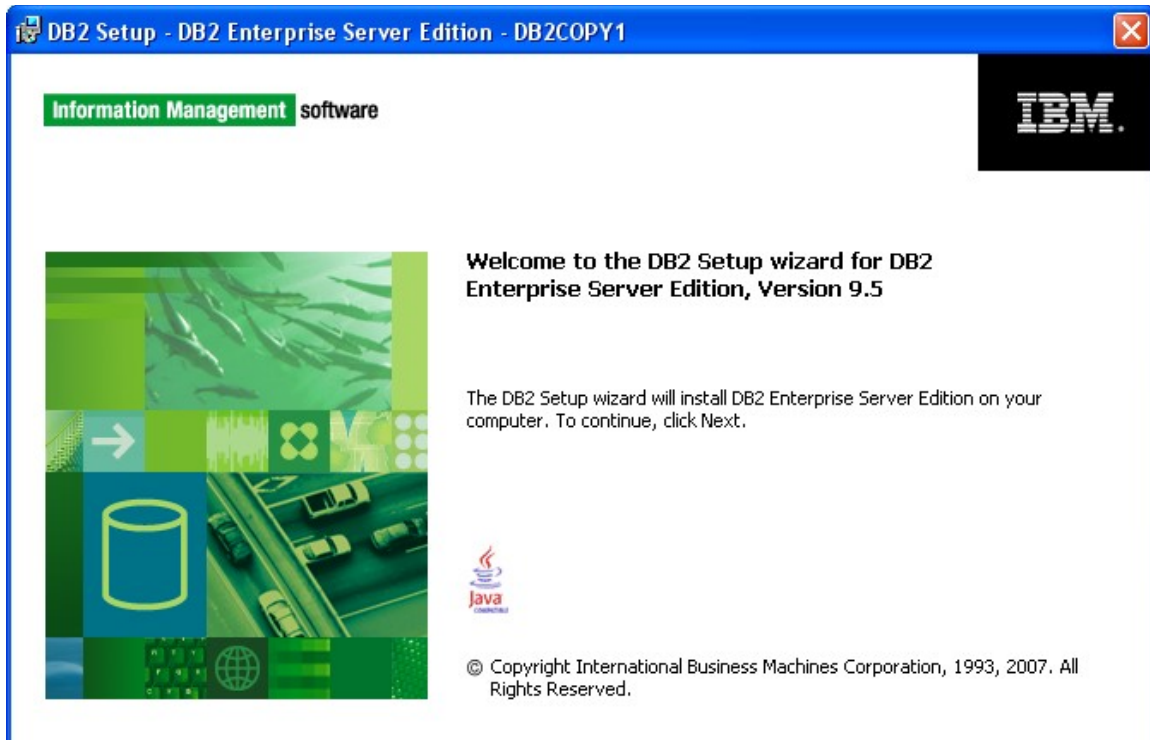 DB2 Setup - DB2 Enterprise Server Edition - DB2COPY1
Information Management software
IBM.
Welcome to the DB2 Setup wizard for DB2
Enterprise Server Edition, Version 9.5
The DB2 Setup wizard will install DB2 Enterprise Server Edition on your
computer. To continue, click Next.
Java
COMPATIBLE
© Copyright International Business Machines Corporation, 1993, 2007. All
Rights Reserved.